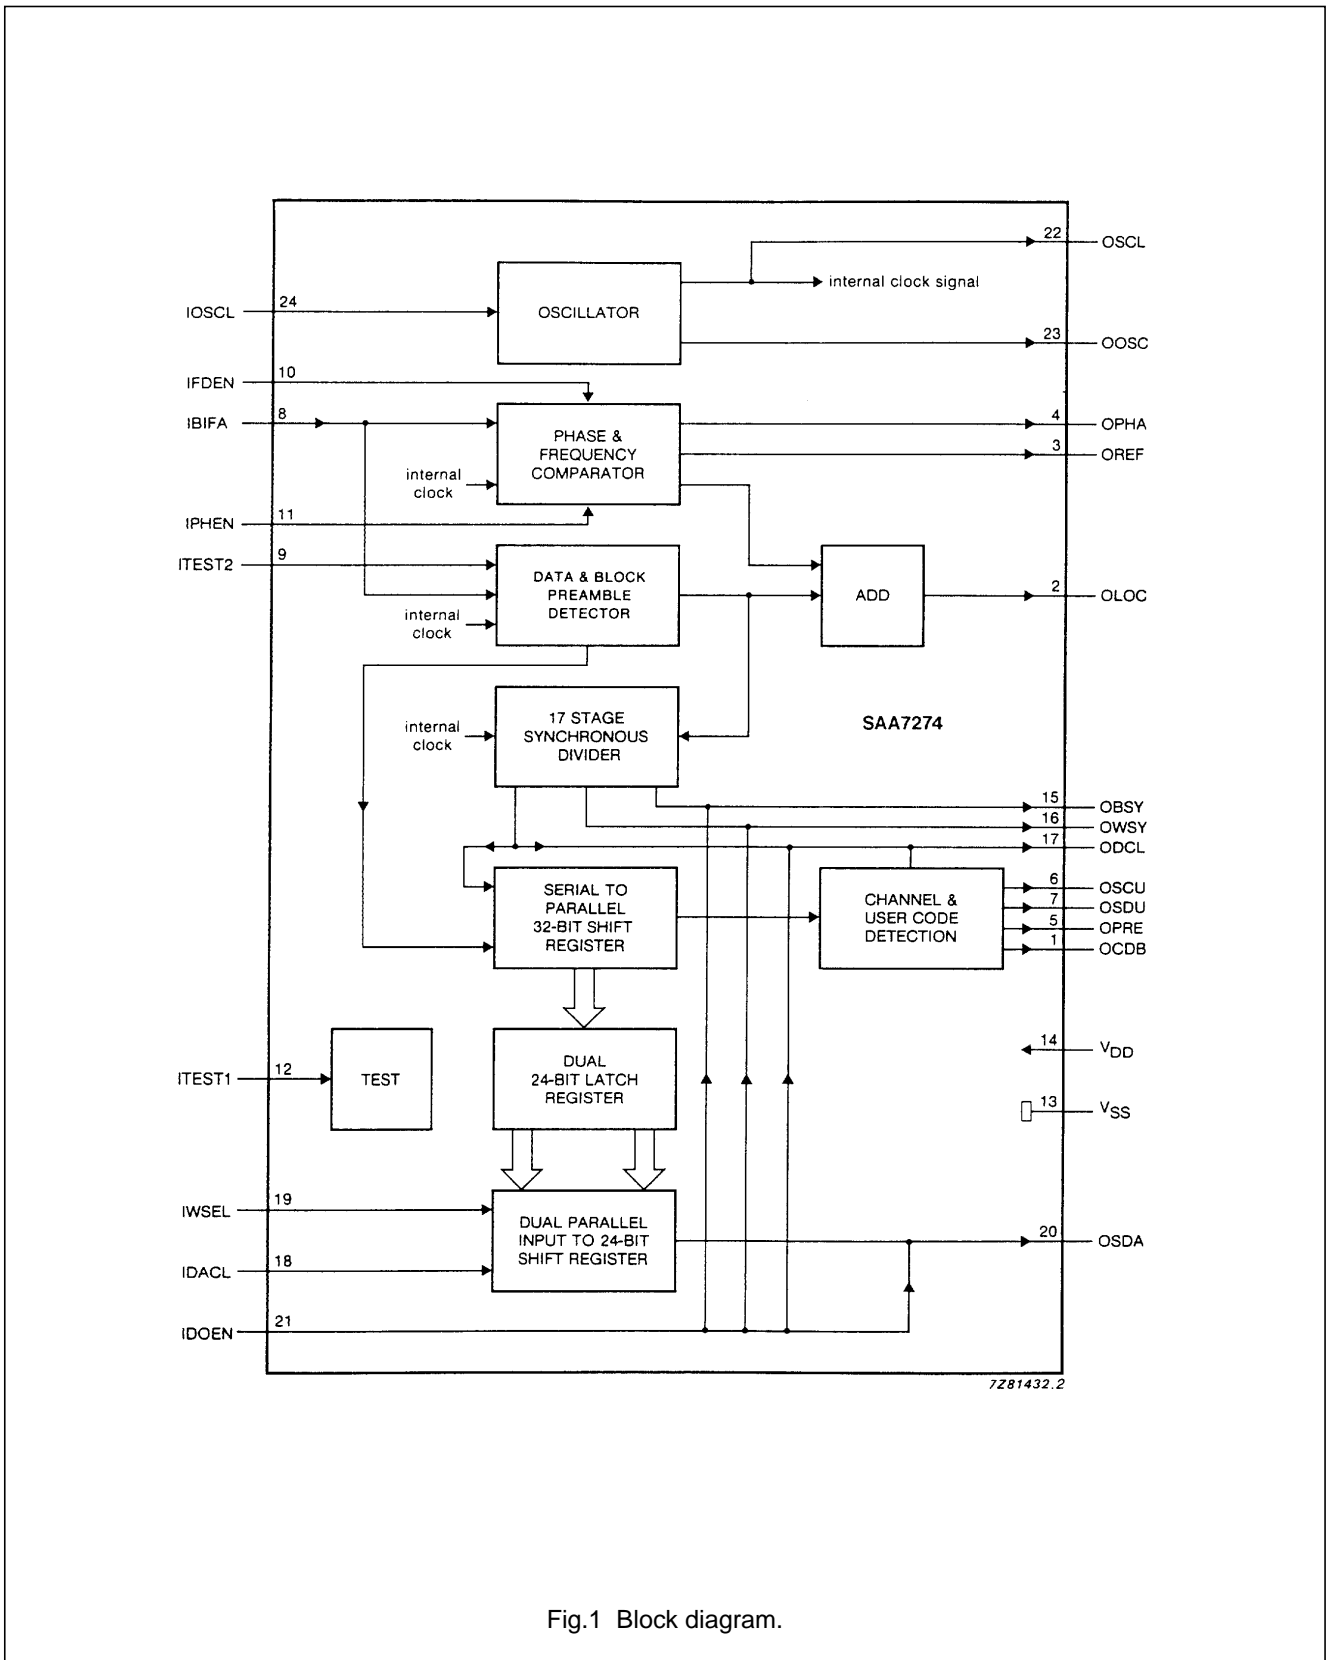 22
OSCL
internal clock signal
IOSCL
24
OSCILLATOR
23
OOSC
IFDEN
10
IBIFA
8
PHASE &
FREQUENCY
COMPARATOR
4
OPHA
3
OREF
internal
clock
IPHEN
11
ITEST2
9
DATA & BLOCK
PREAMBLE
DETECTOR
ADD
2
OLOC
internal
clock
17 STAGE
SYNCHRONOUS
DIVIDER
internal
clock
SAA7274
15
OBSY
16
OWSY
17
ODCL
SERIAL TO
PARALLEL
32-BIT SHIFT
REGISTER
CHANNEL &
USER CODE
DETECTION
6
OSCU
7
OSDU
5
OPRE
1
OCDB
14
VDD
DUAL
24-BIT LATCH
REGISTER
ITEST1
12
TEST
13
VSS
IWSEL
19
DUAL PARALLEL
INPUT TO 24-BIT
SHIFT REGISTER
20
OSDA
IDACL
18
IDOEN
21
7Z81432.2
Fig.1 Block diagram.